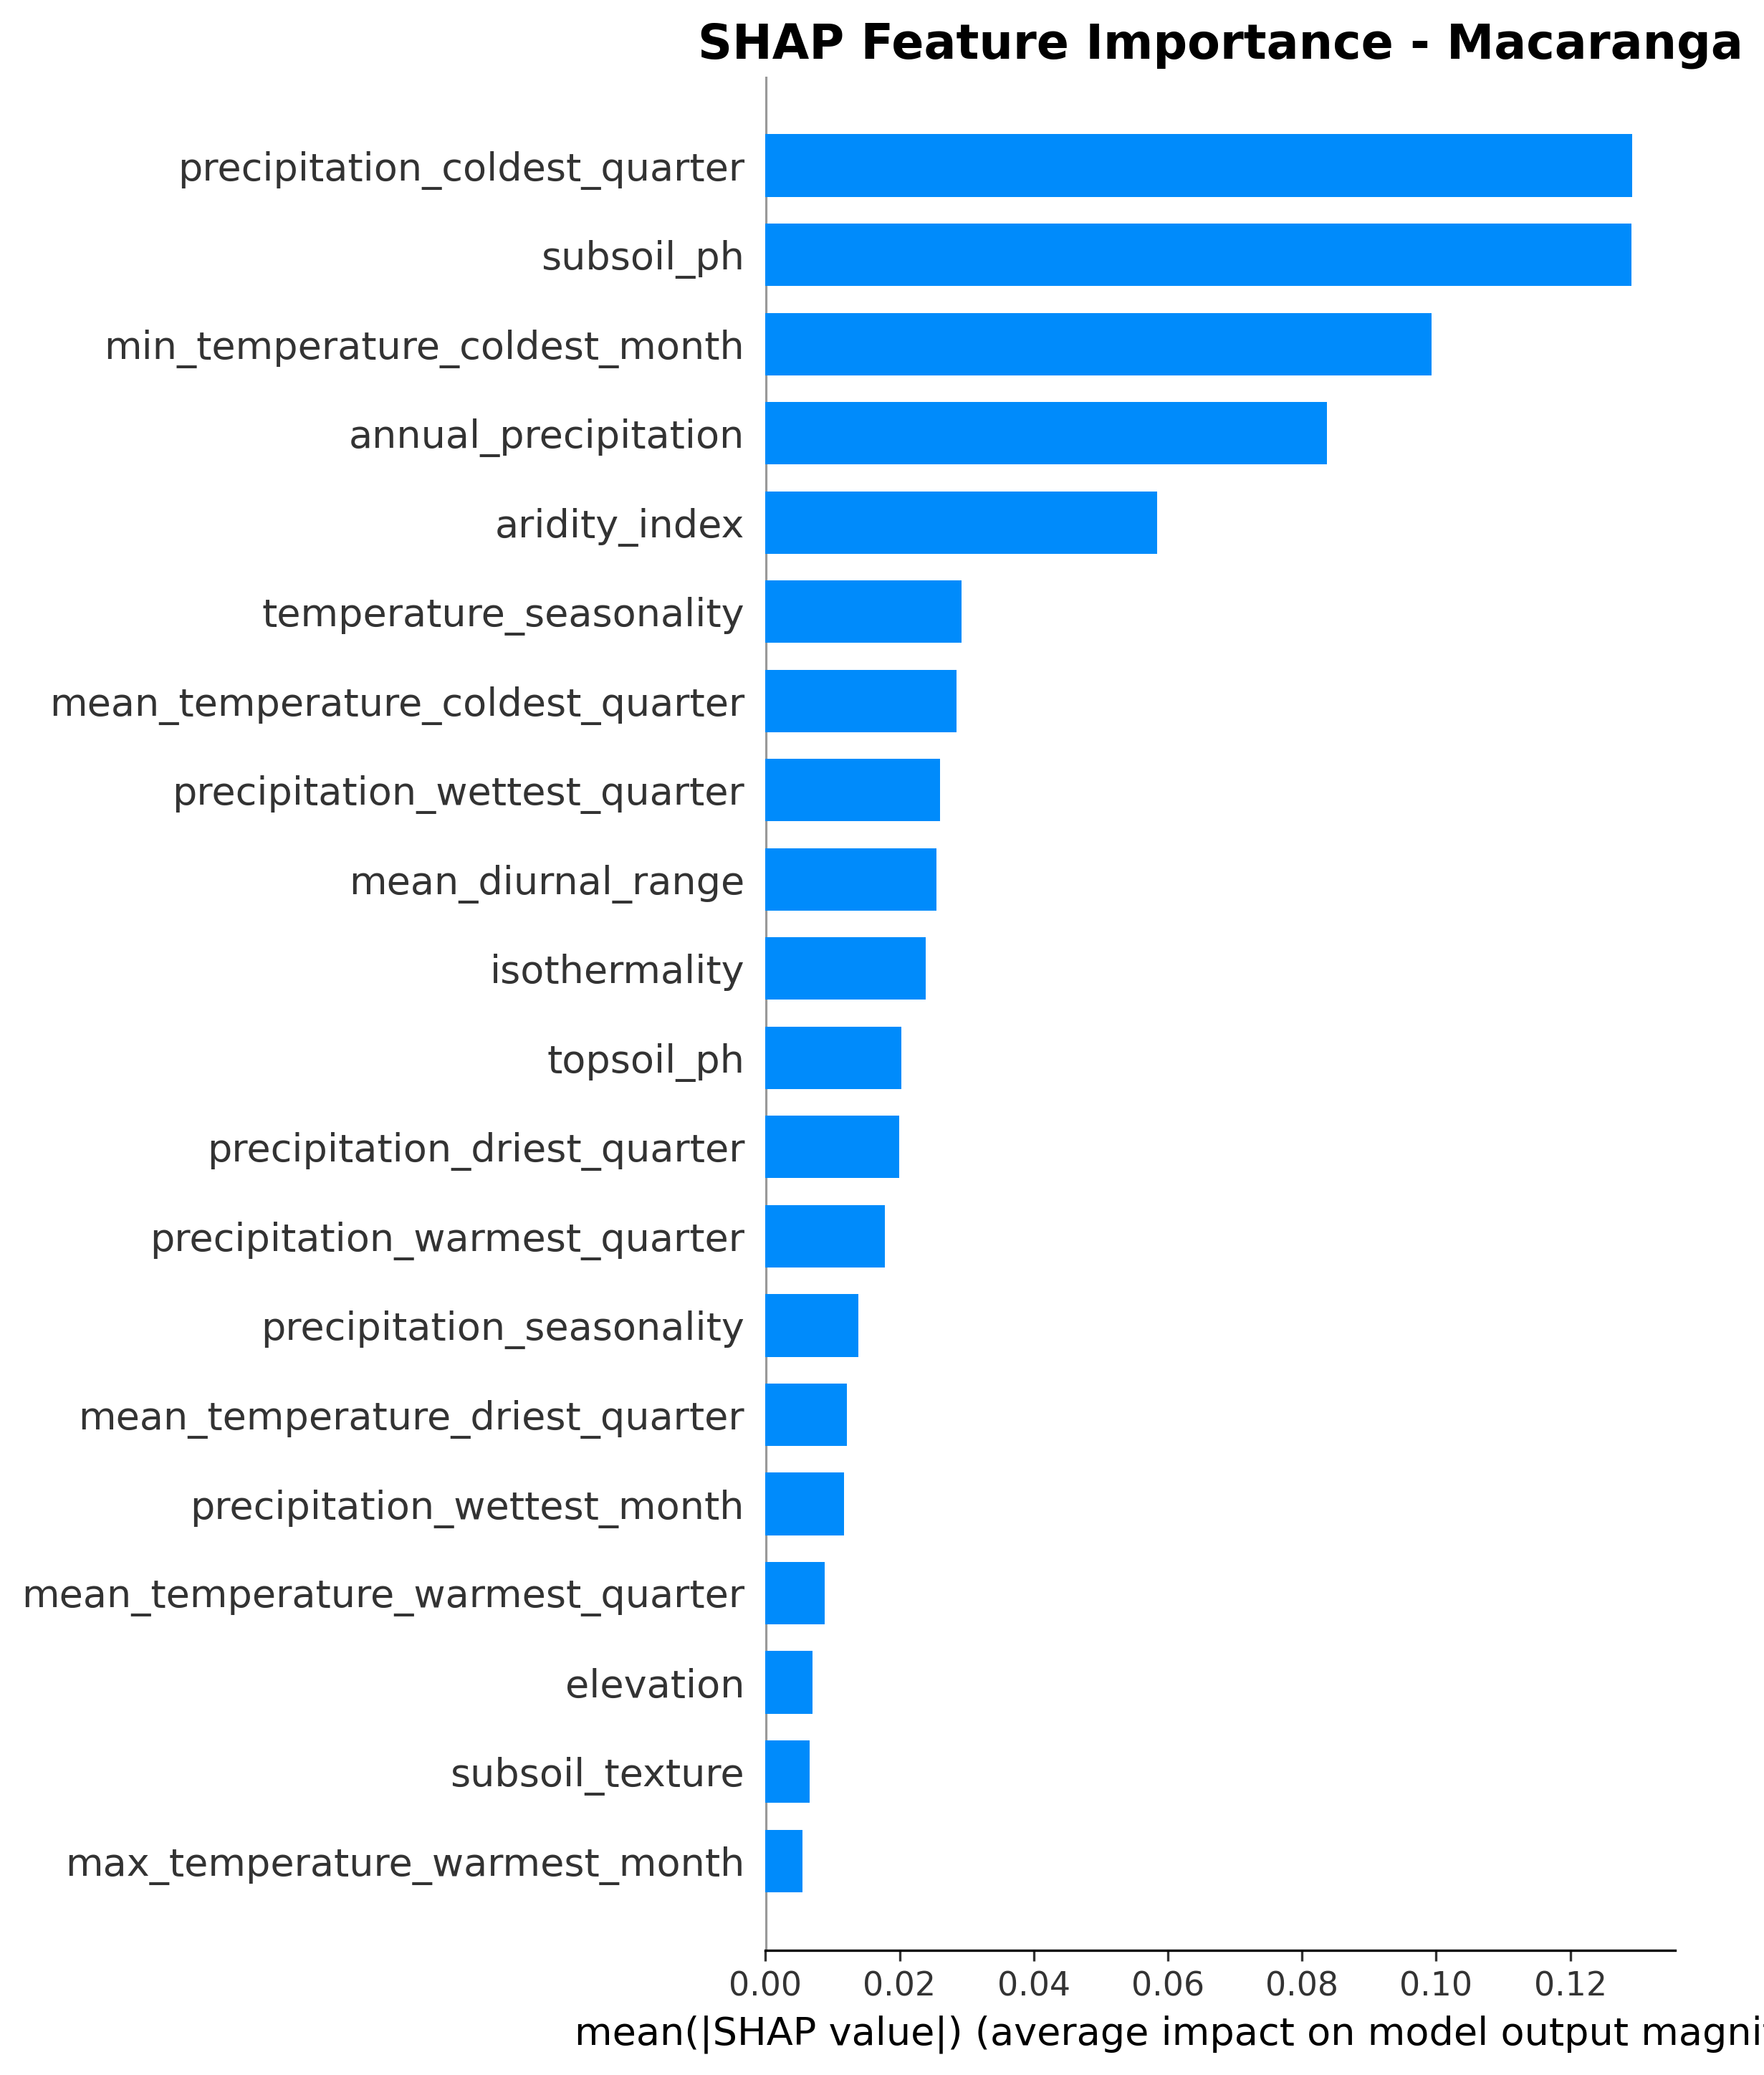 SHAP Feature Importance - Macaranga
precipitation_coldest_quarter
subsoil_ph
min_temperature_coldest_month
annual_precipitation
aridity_index
temperature_seasonality
mean_temperature_coldest_quarter
precipitation_wettest_quarter
mean_diurnal_range
isothermality
topsoil_ph
precipitation_driest_quarter
precipitation_warmest_quarter
precipitation_seasonality
mean_temperature_driest_quarter
precipitation_wettest_month
mean_temperature_warmest_quarter
elevation
subsoil_texture
max_temperature_warmest_month
0.00 0.02 0.04 0.06 0.08 0.10 0.12
mean(|SHAP value|) (average impact on model output magni